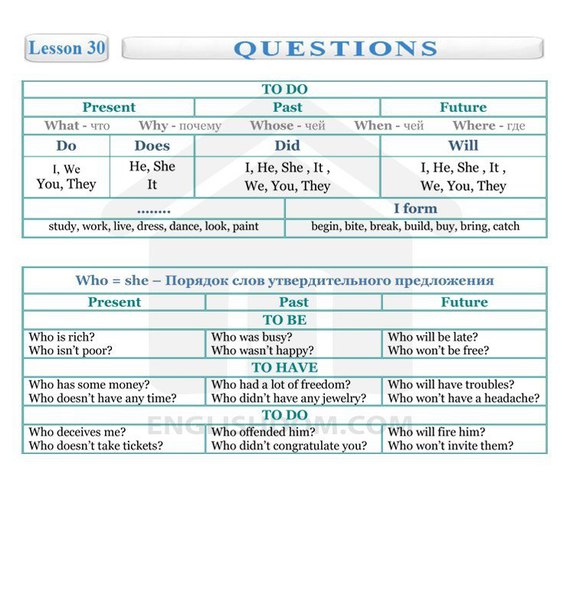 Lesson 30
QUESTIONS
TO DO
Present Past Future
What - что Why - почему Whose - чей When - чей Where - где
Do Does Did Will
I, We He, She I, He, She , It , I, He, She , It ,
You, They It We, You, They We, You, They
........ I form
study, work, live, dress, dance, look, paint begin, bite, break, build, buy, bring, catch
Who = she – Порядок слов утвердительного предложения
Present Past Future
TO BE
Who is rich? Who was busy? Who will be late?
Who isn't poor? Who wasn't happy? Who won't be free?
TO HAVE
Who has some money? Who had a lot of freedom? Who will have troubles?
Who doesn't have any time? Who didn't have any jewelry? Who won't have a headache?
TO DO
ENGLISHDOM.COM
Who deceives me? Who offended him? Who will fire him?
Who doesn't take tickets? Who didn't congratulate you? Who won't invite them?